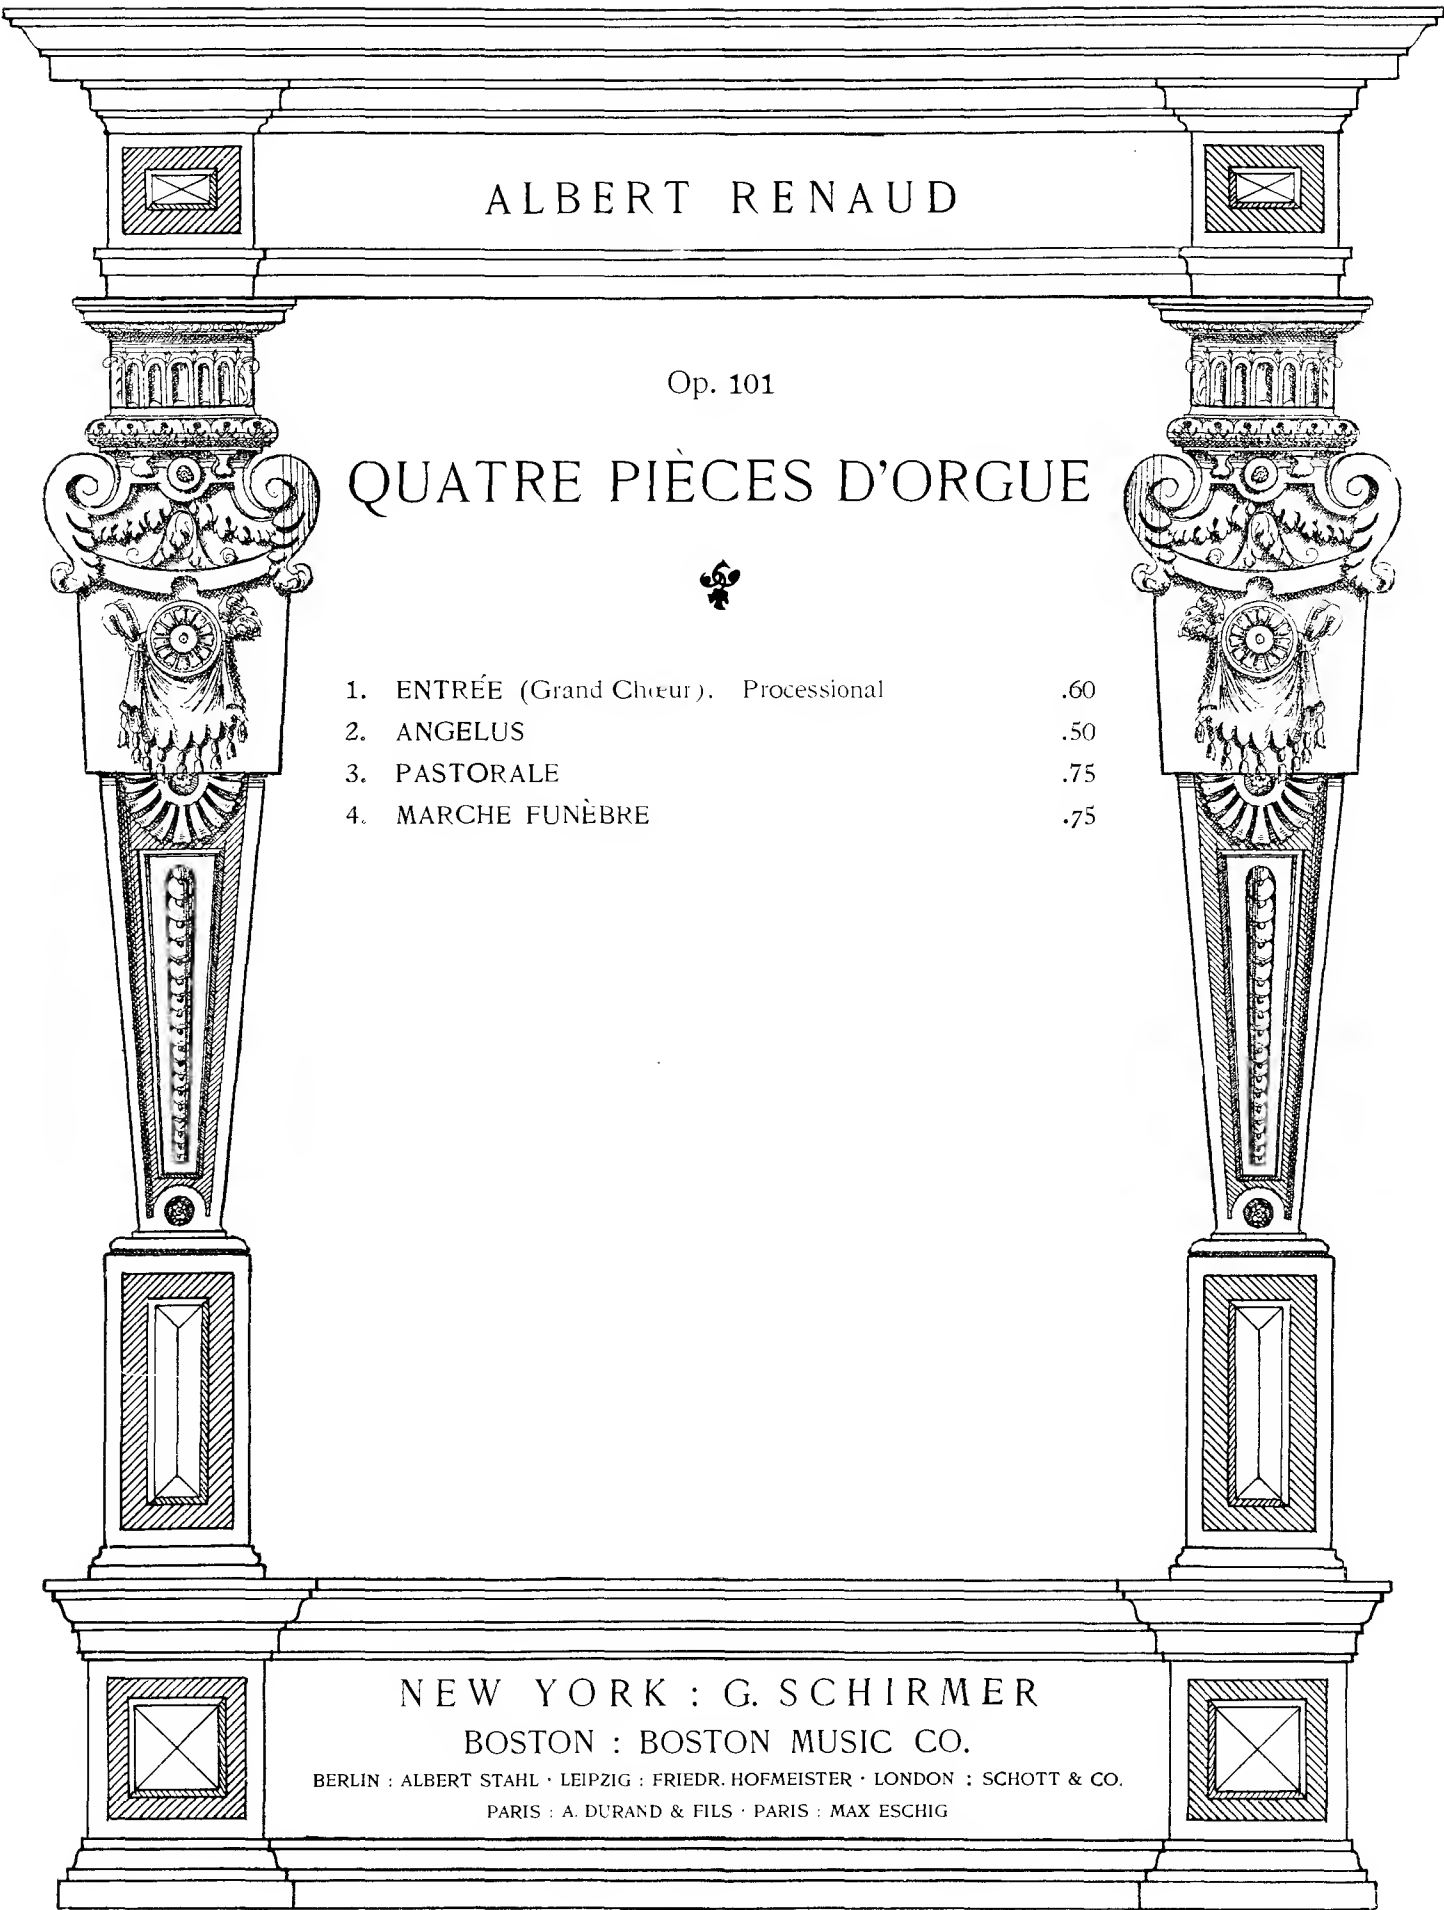 ALBERT RENAUD
Op. 101
QUATRE PIÈCES D'ORGUE
1. ENTRÉE (Grand Chœur). Processional .60
2. ANGELUS .50
3. PASTORALE .75
4. MARCHE FUNÈBRE .75
NEW YORK : G. SCHIRMER
BOSTON : BOSTON MUSIC CO.
BERLIN : ALBERT STAHL · LEIPZIG : FRIEDR. HOFMEISTER · LONDON : SCHOTT & CO.
PARIS : A. DURAND & FILS · PARIS : MAX ESCHIG